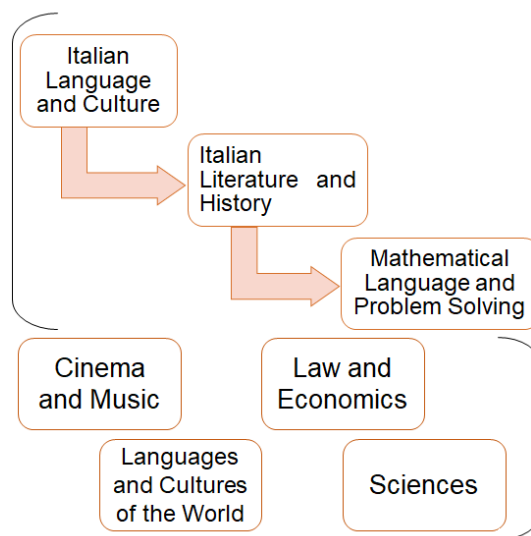 Italian
Language
and Culture
Italian
Literature and
History
Mathematical
Language and
Problem Solving
Cinema
and Music
Law and
Economics
Languages
and Cultures
of the World
Sciences